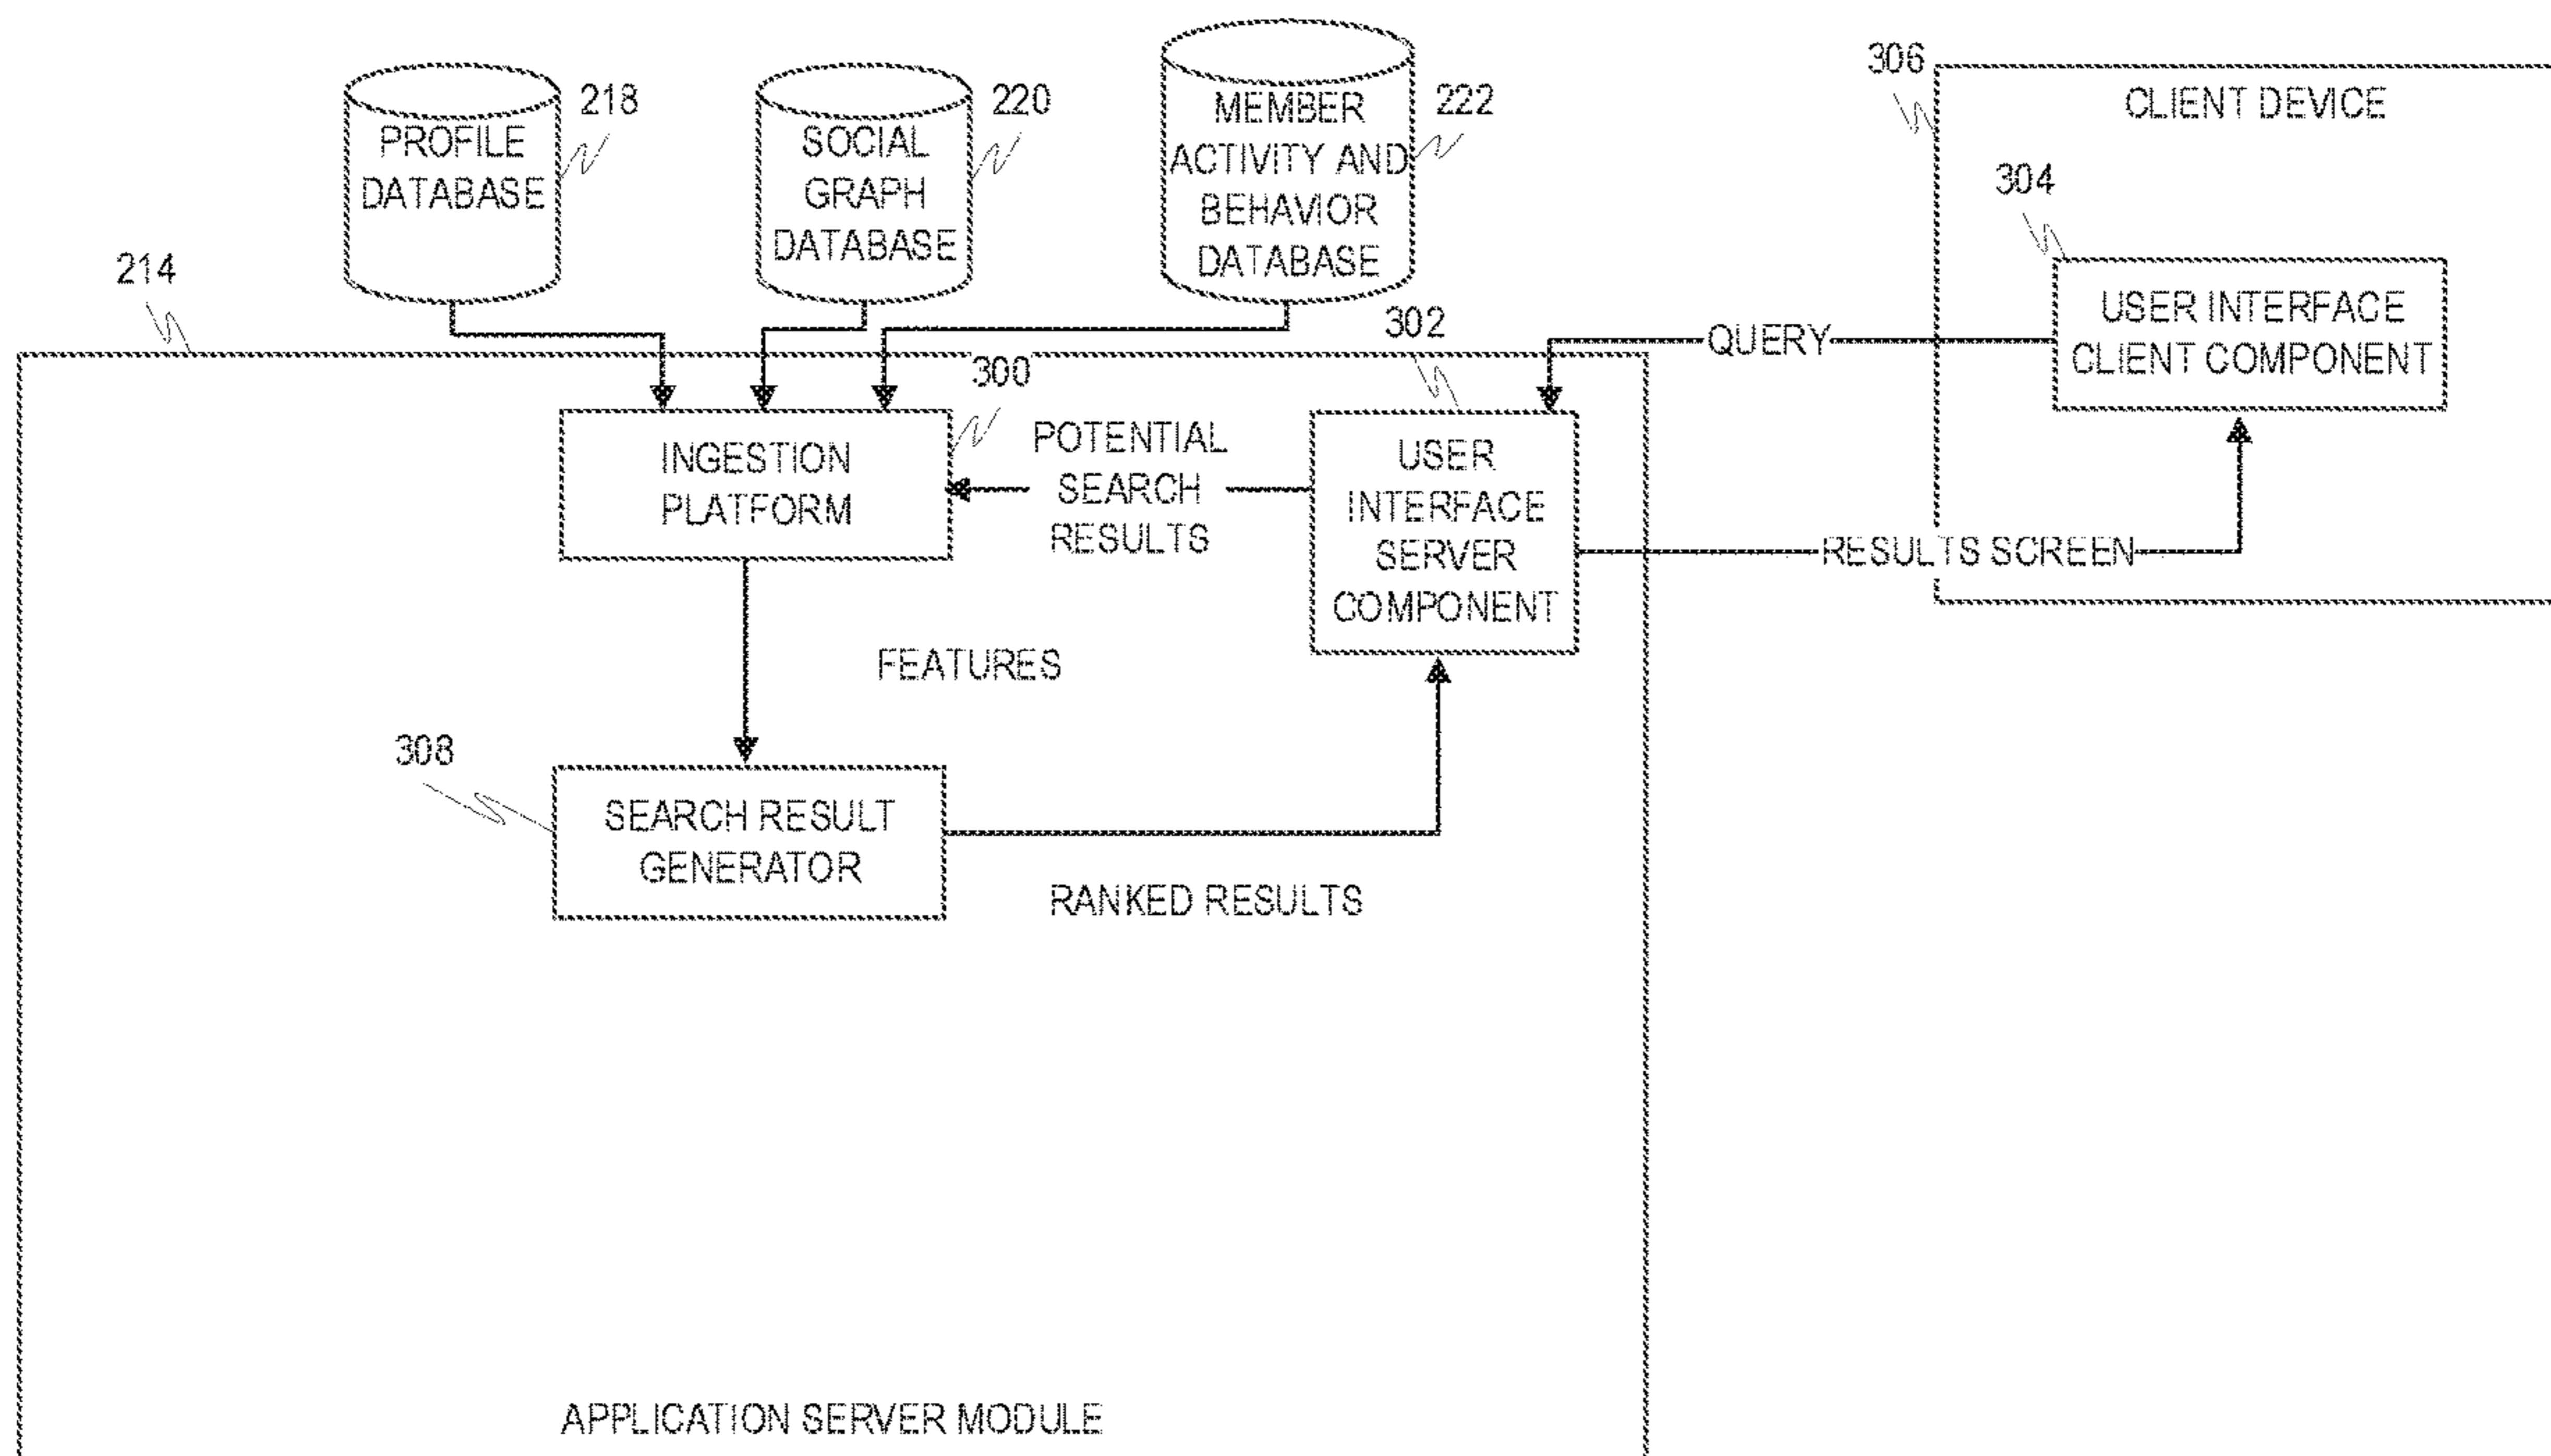 218
PROFILE
DATABASE
220
SOCIAL
GRAPH
DATABASE
222
MEMBER
ACTIVITY AND
BEHAVIOR
DATABASE
306
CLIENT DEVICE
304
USER INTERFACE
CLIENT COMPONENT
214
302
QUERY
300
INGESTION
PLATFORM
POTENTIAL
SEARCH
RESULTS
USER
INTERFACE
SERVER
COMPONENT
RESULTS SCREEN
FEATURES
308
SEARCH RESULT
GENERATOR
RANKED RESULTS
APPLICATION SERVER MODULE